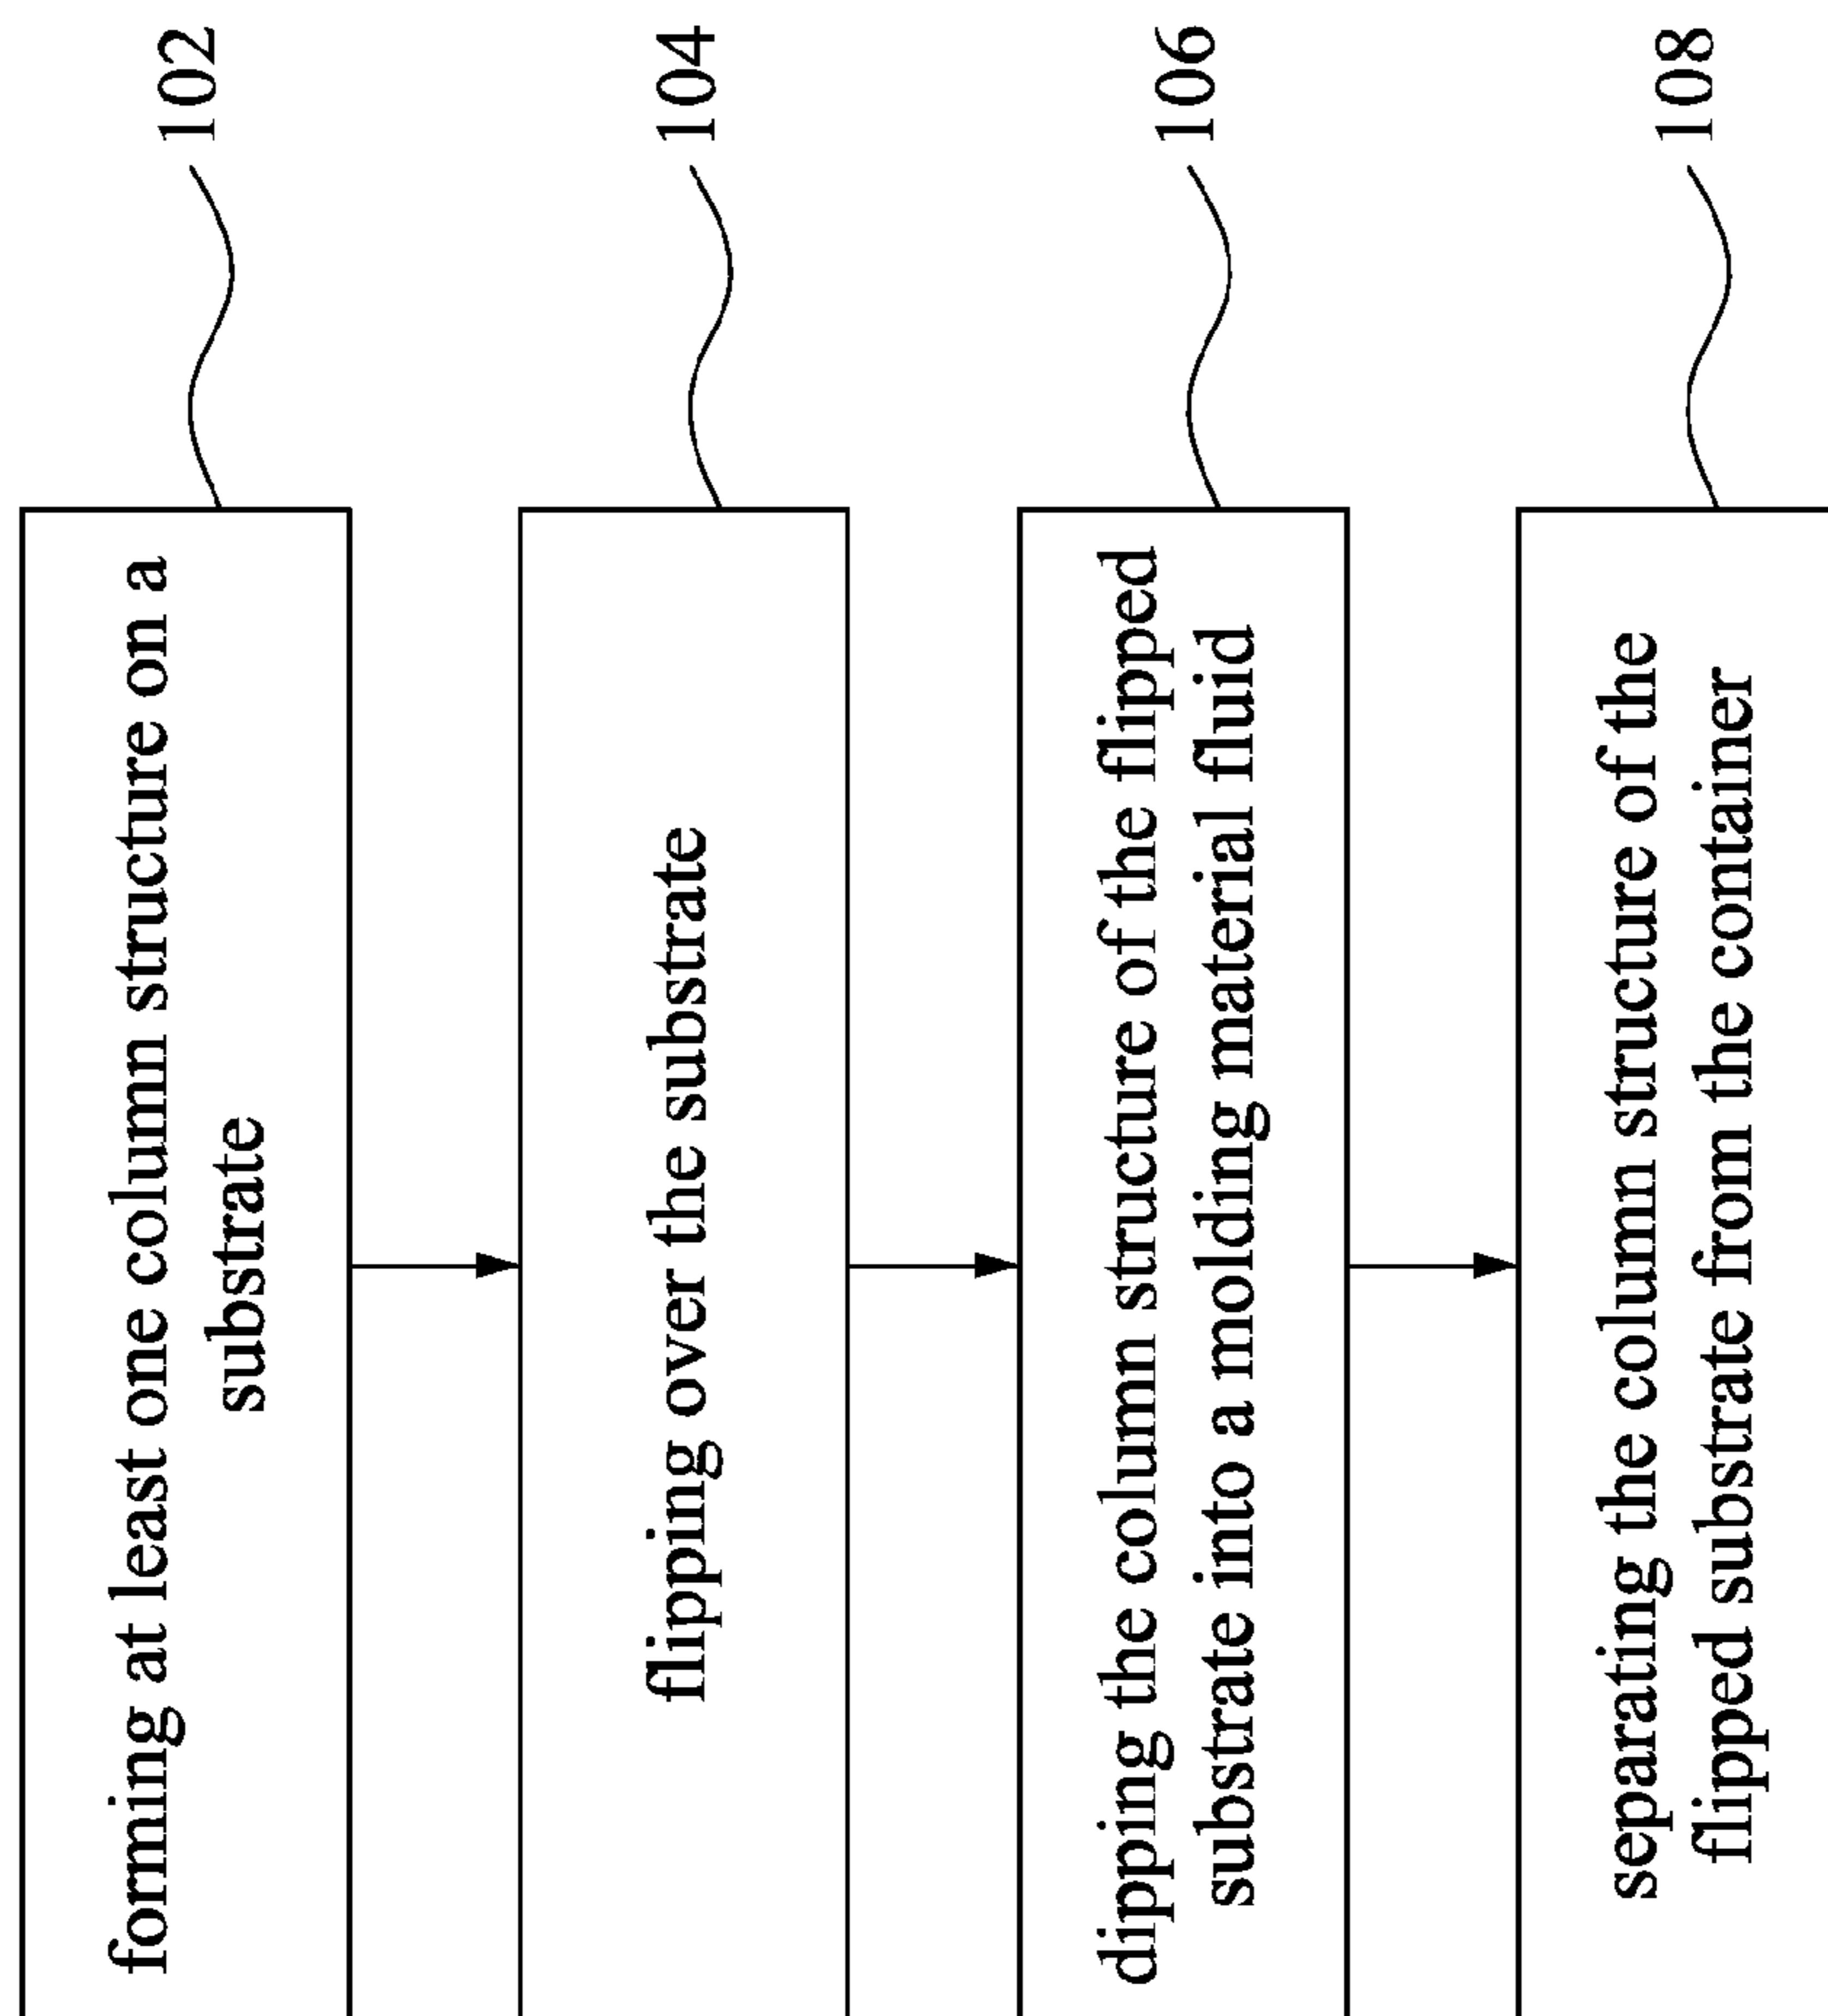 forming at least one column structure on a
substrate
102
flipping over the substrate
104
dipping the column structure of the flipped
substrate into a molding material fluid
106
separating the column structure of the
flipped substrate from the container
108